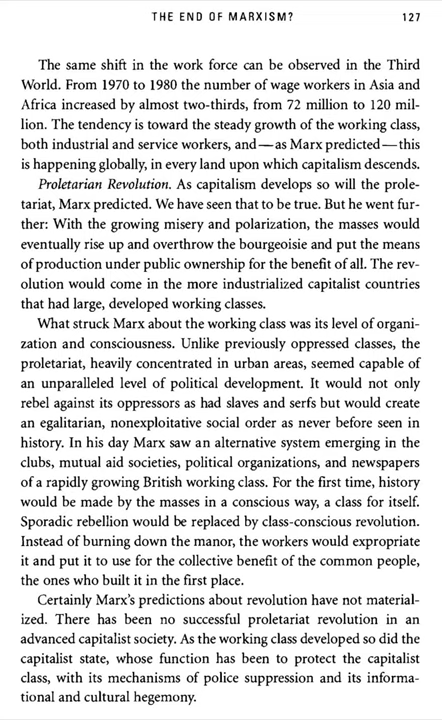 THE END OF MARXISM? 127
The same shift in the work force can be observed in the Third
World. From 1970 to 1980 the number of wage workers in Asia and
Africa increased by almost two-thirds, from 72 million to 120 mil-
lion. The tendency is toward the steady growth of the working class,
both industrial and service workers, and—as Marx predicted—this
is happening globally, in every land upon which capitalism descends.
Proletarian Revolution. As capitalism develops so will the prole-
tariat, Marx predicted. We have seen that to be true. But he went fur-
ther: With the growing misery and polarization, the masses would
eventually rise up and overthrow the bourgeoisie and put the means
of production under public ownership for the benefit of all. The rev-
olution would come in the more industrialized capitalist countries
that had large, developed working classes.
What struck Marx about the working class was its level of organi-
zation and consciousness. Unlike previously oppressed classes, the
proletariat, heavily concentrated in urban areas, seemed capable of
an unparalleled level of political development. It would not only
rebel against its oppressors as had slaves and serfs but would create
an egalitarian, nonexploitative social order as never before seen in
history. In his day Marx saw an alternative system emerging in the
clubs, mutual aid societies, political organizations, and newspapers
of a rapidly growing British working class. For the first time, history
would be made by the masses in a conscious way, a class for itself.
Sporadic rebellion would be replaced by class-conscious revolution.
Instead of burning down the manor, the workers would expropriate
it and put it to use for the collective benefit of the common people,
the ones who built it in the first place.
Certainly Marx's predictions about revolution have not material-
ized. There has been no successful proletariat revolution in an
advanced capitalist society. As the working class developed so did the
capitalist state, whose function has been to protect the capitalist
class, with its mechanisms of police suppression and its informa-
tional and cultural hegemony.